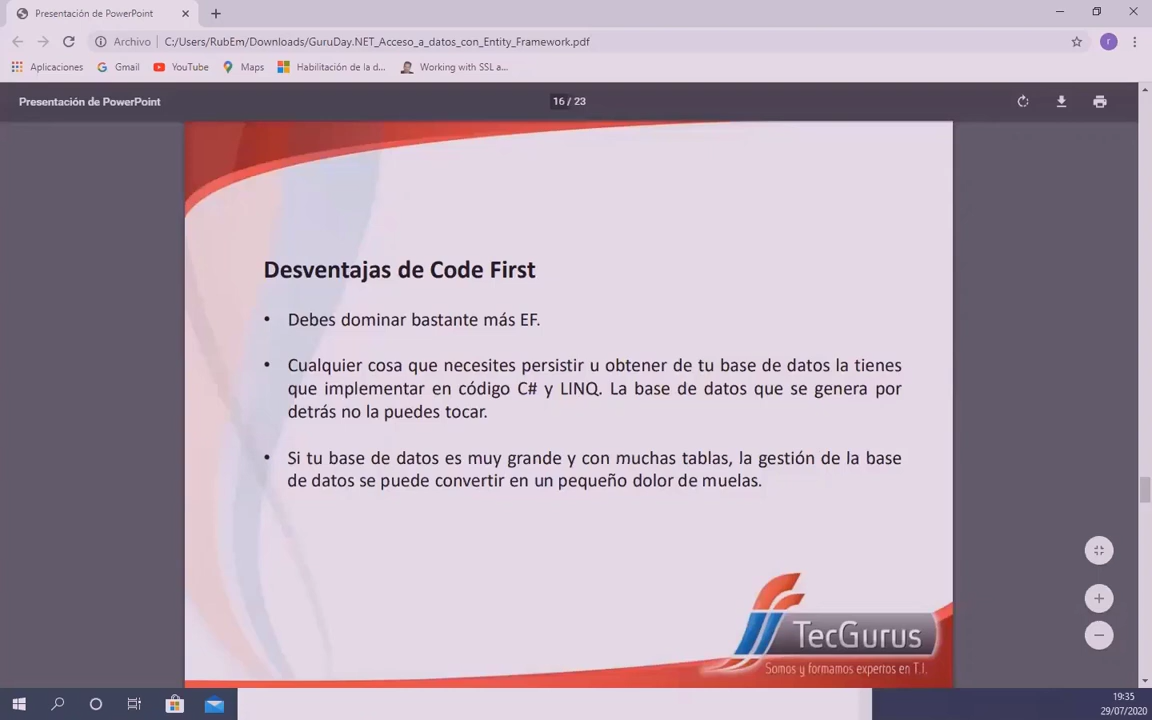 Presentación de PowerPoint
Archivo C:/Users/RubEm/Downloads/GuruDay.NET_Acceso_a_datos_con_Entity_Framework.pdf
r
Aplicaciones Gmail YouTube Maps Habilitación de la d... Working with SSL a...
Presentación de PowerPoint 16 / 23
Desventajas de Code First
• Debes dominar bastante más EF.
• Cualquier cosa que necesites persistir u obtener de tu base de datos la tienes
que implementar en código C# y LINQ. La base de datos que se genera por
detrás no la puedes tocar.
• Si tu base de datos es muy grande y con muchas tablas, la gestión de la base
de datos se puede convertir en un pequeño dolor de muelas.
TecGurus
Somos y formamos expertos en T.I.
19:35
29/07/2020